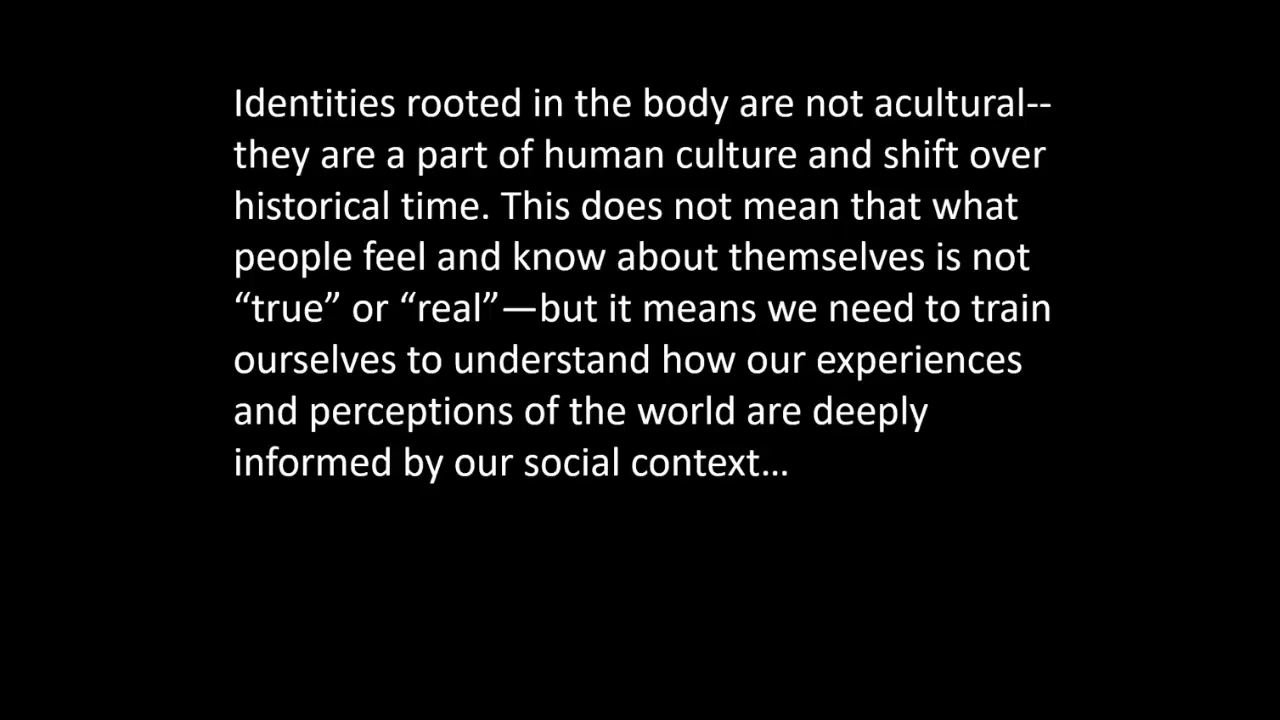 Identities rooted in the body are not acultural--
they are a part of human culture and shift over
historical time. This does not mean that what
people feel and know about themselves is not
“true” or “real”—but it means we need to train
ourselves to understand how our experiences
and perceptions of the world are deeply
informed by our social context…